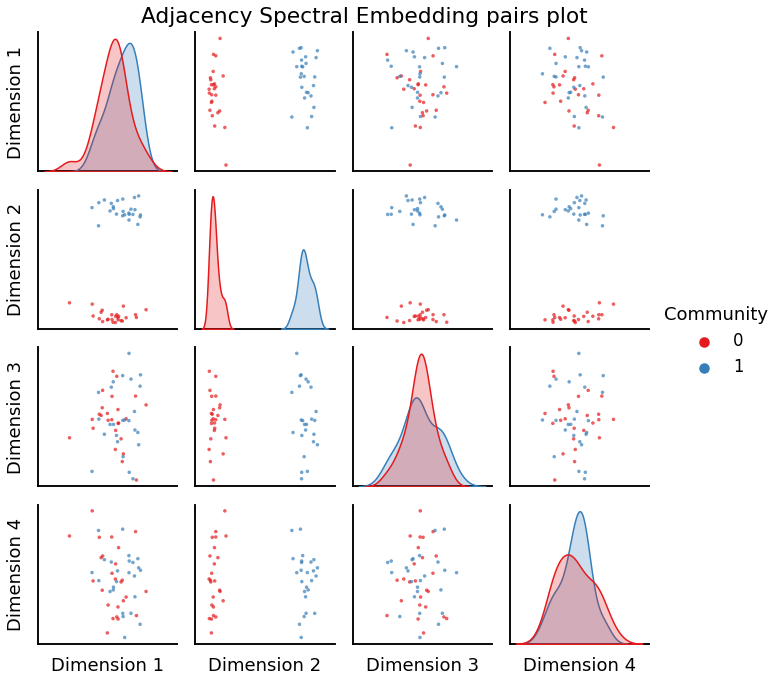 Adjacency Spectral Embedding pairs plot
Dimension 1
Dimension 2
Dimension 3
Dimension 4
Community
0
1
Dimension 1
Dimension 2
Dimension 3
Dimension 4